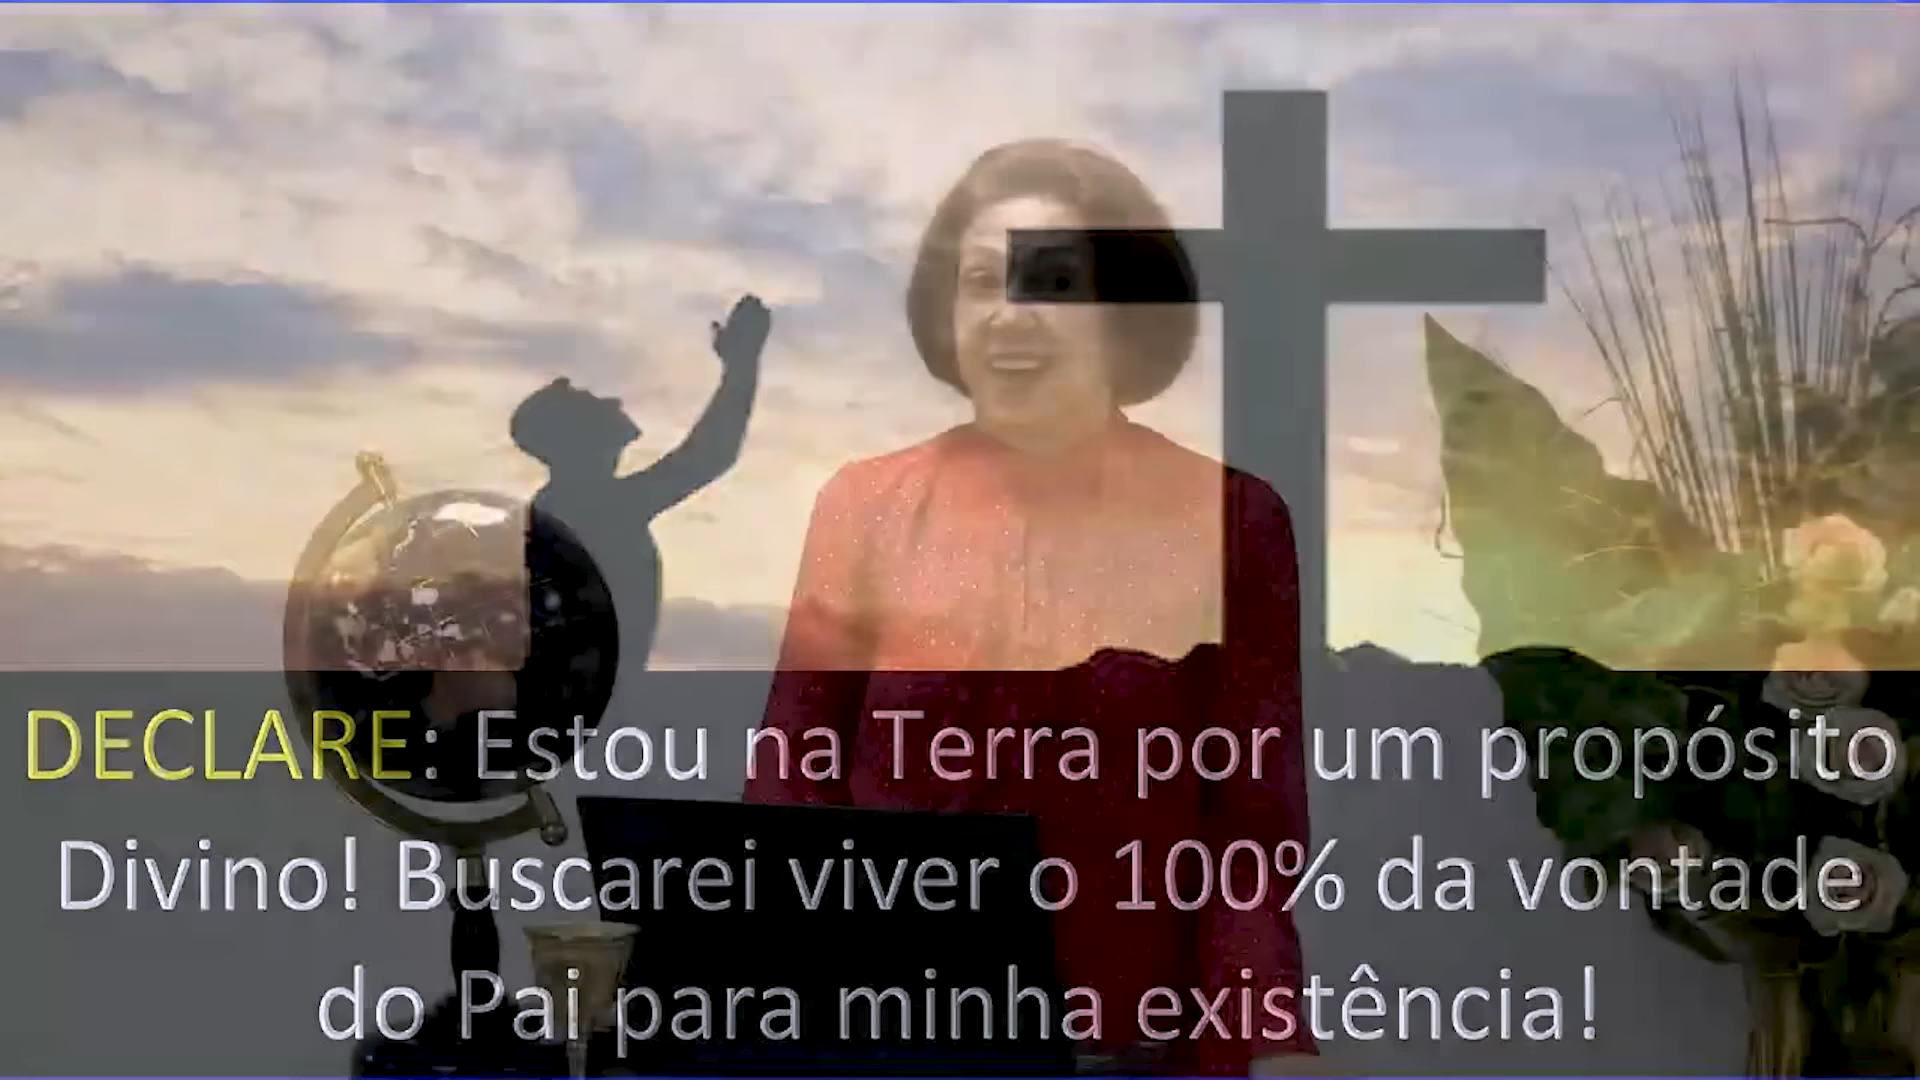 DECLARE: Estou na Terra por um propósito
Divino! Buscarei viver o 100% da vontade
do Pai para minha existência!